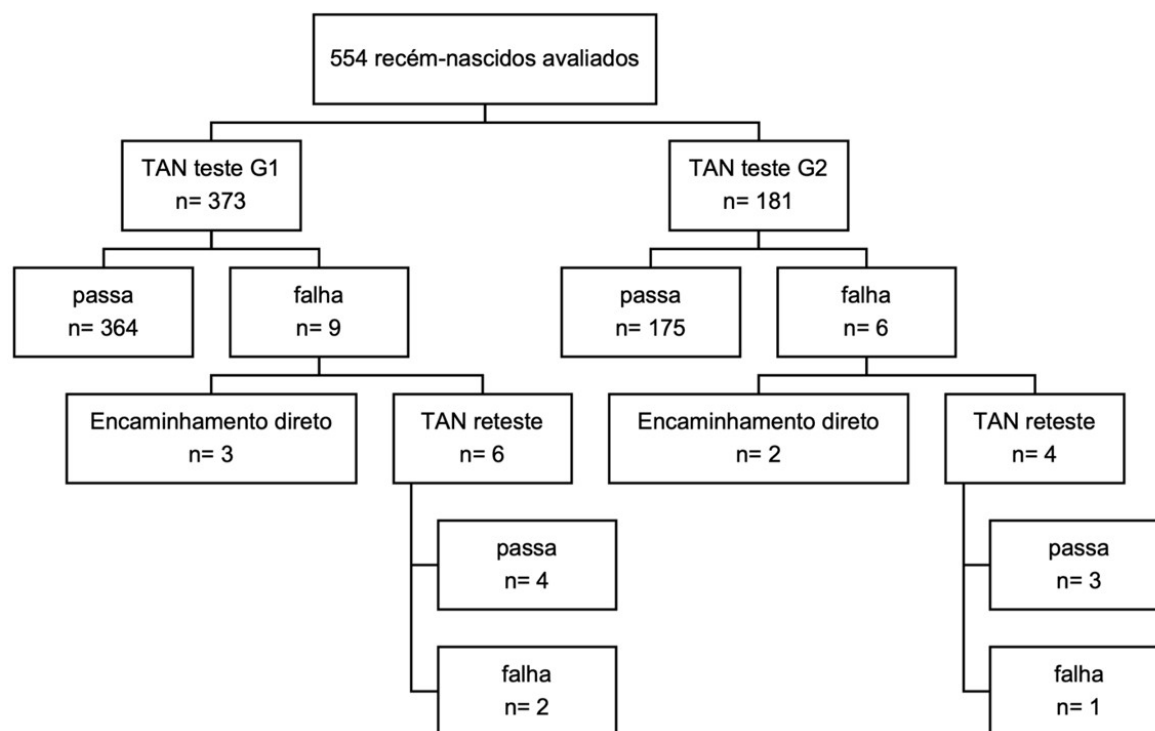 554 recém-nascidos avaliados
TAN teste G1
n= 373
TAN teste G2
n= 181
passa
n= 364
falha
n= 9
passa
n= 175
falha
n= 6
Encaminhamento direto
n= 3
TAN reteste
n= 6
Encaminhamento direto
n= 2
TAN reteste
n= 4
passa
n= 4
passa
n= 3
falha
n= 2
falha
n= 1